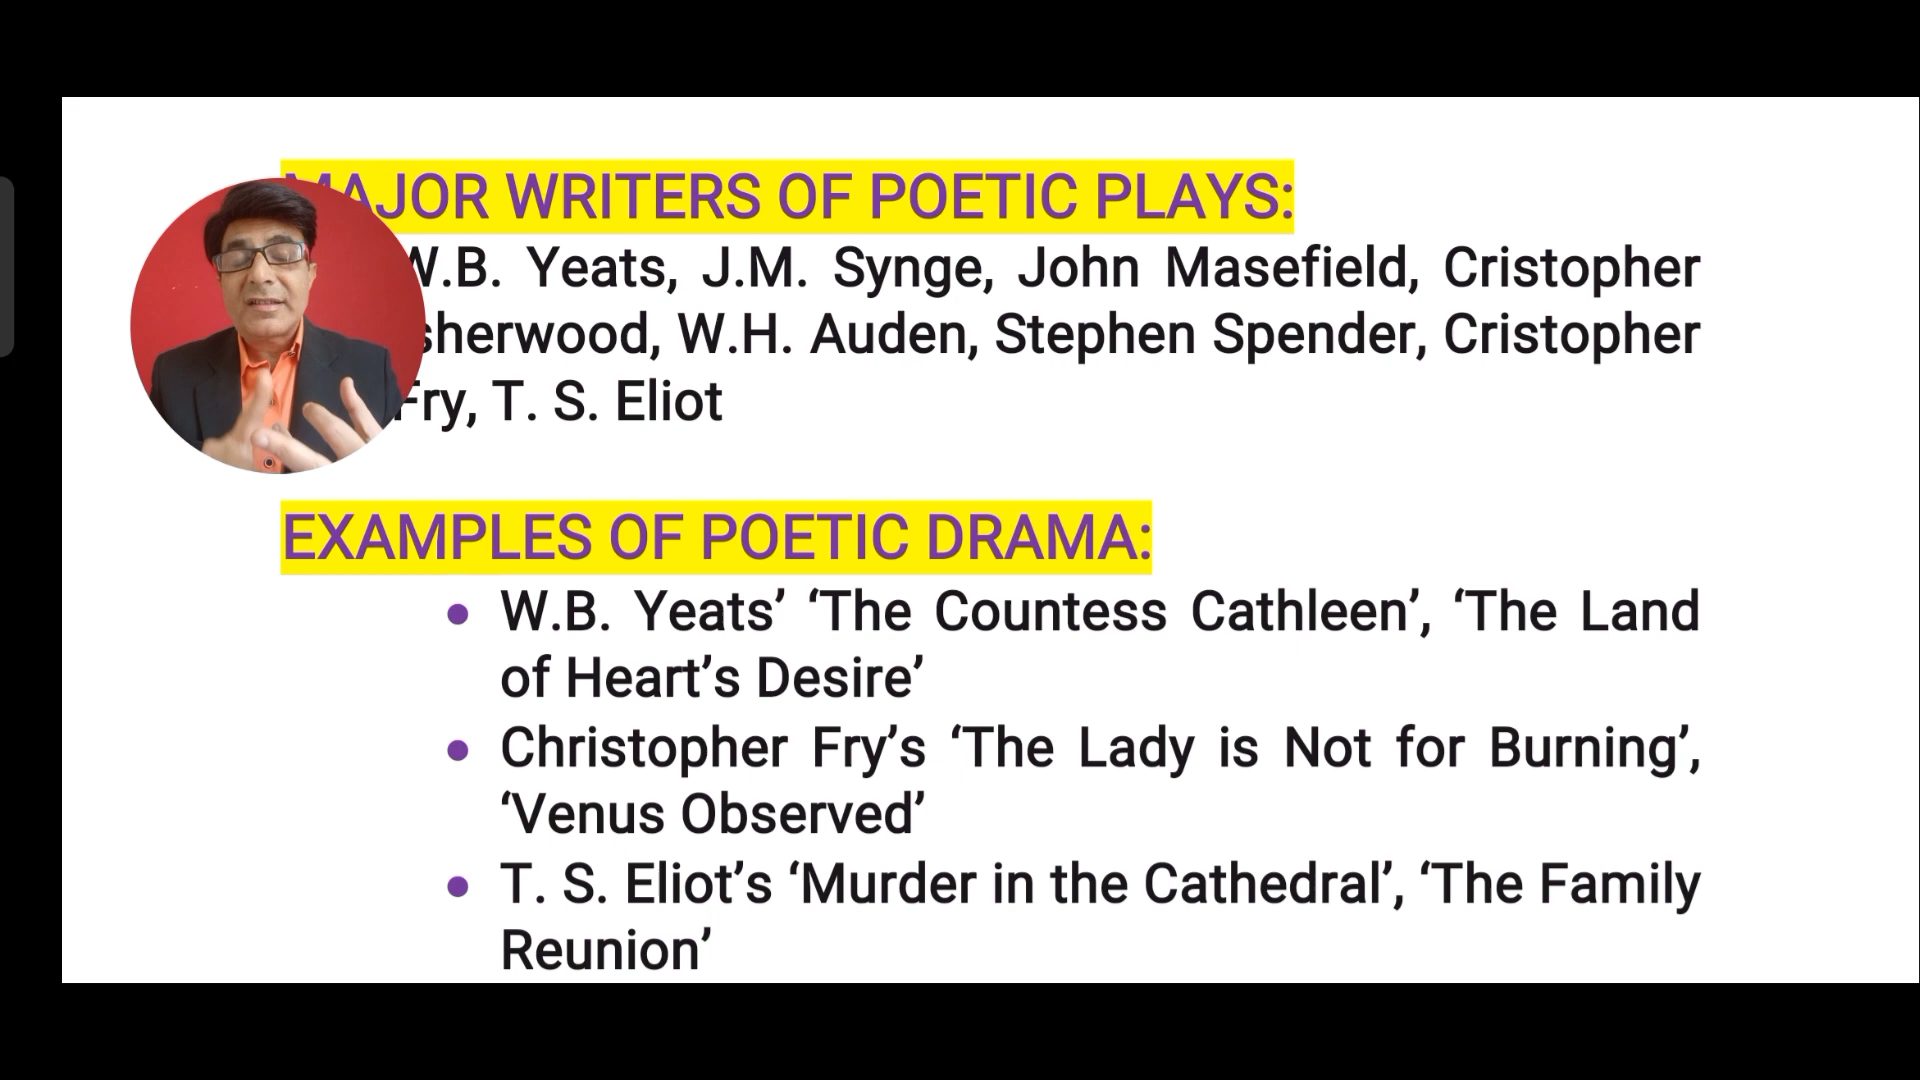 MAJOR WRITERS OF POETIC PLAYS:
W.B. Yeats, J.M. Synge, John Masefield, Cristopher
sherwood, W.H. Auden, Stephen Spender, Cristopher
Fry, T. S. Eliot
EXAMPLES OF POETIC DRAMA:
• W.B. Yeats’ ‘The Countess Cathleen’, ‘The Land
of Heart’s Desire’
• Christopher Fry’s ‘The Lady is Not for Burning’,
‘Venus Observed’
• T. S. Eliot’s ‘Murder in the Cathedral’, ‘The Family
Reunion’